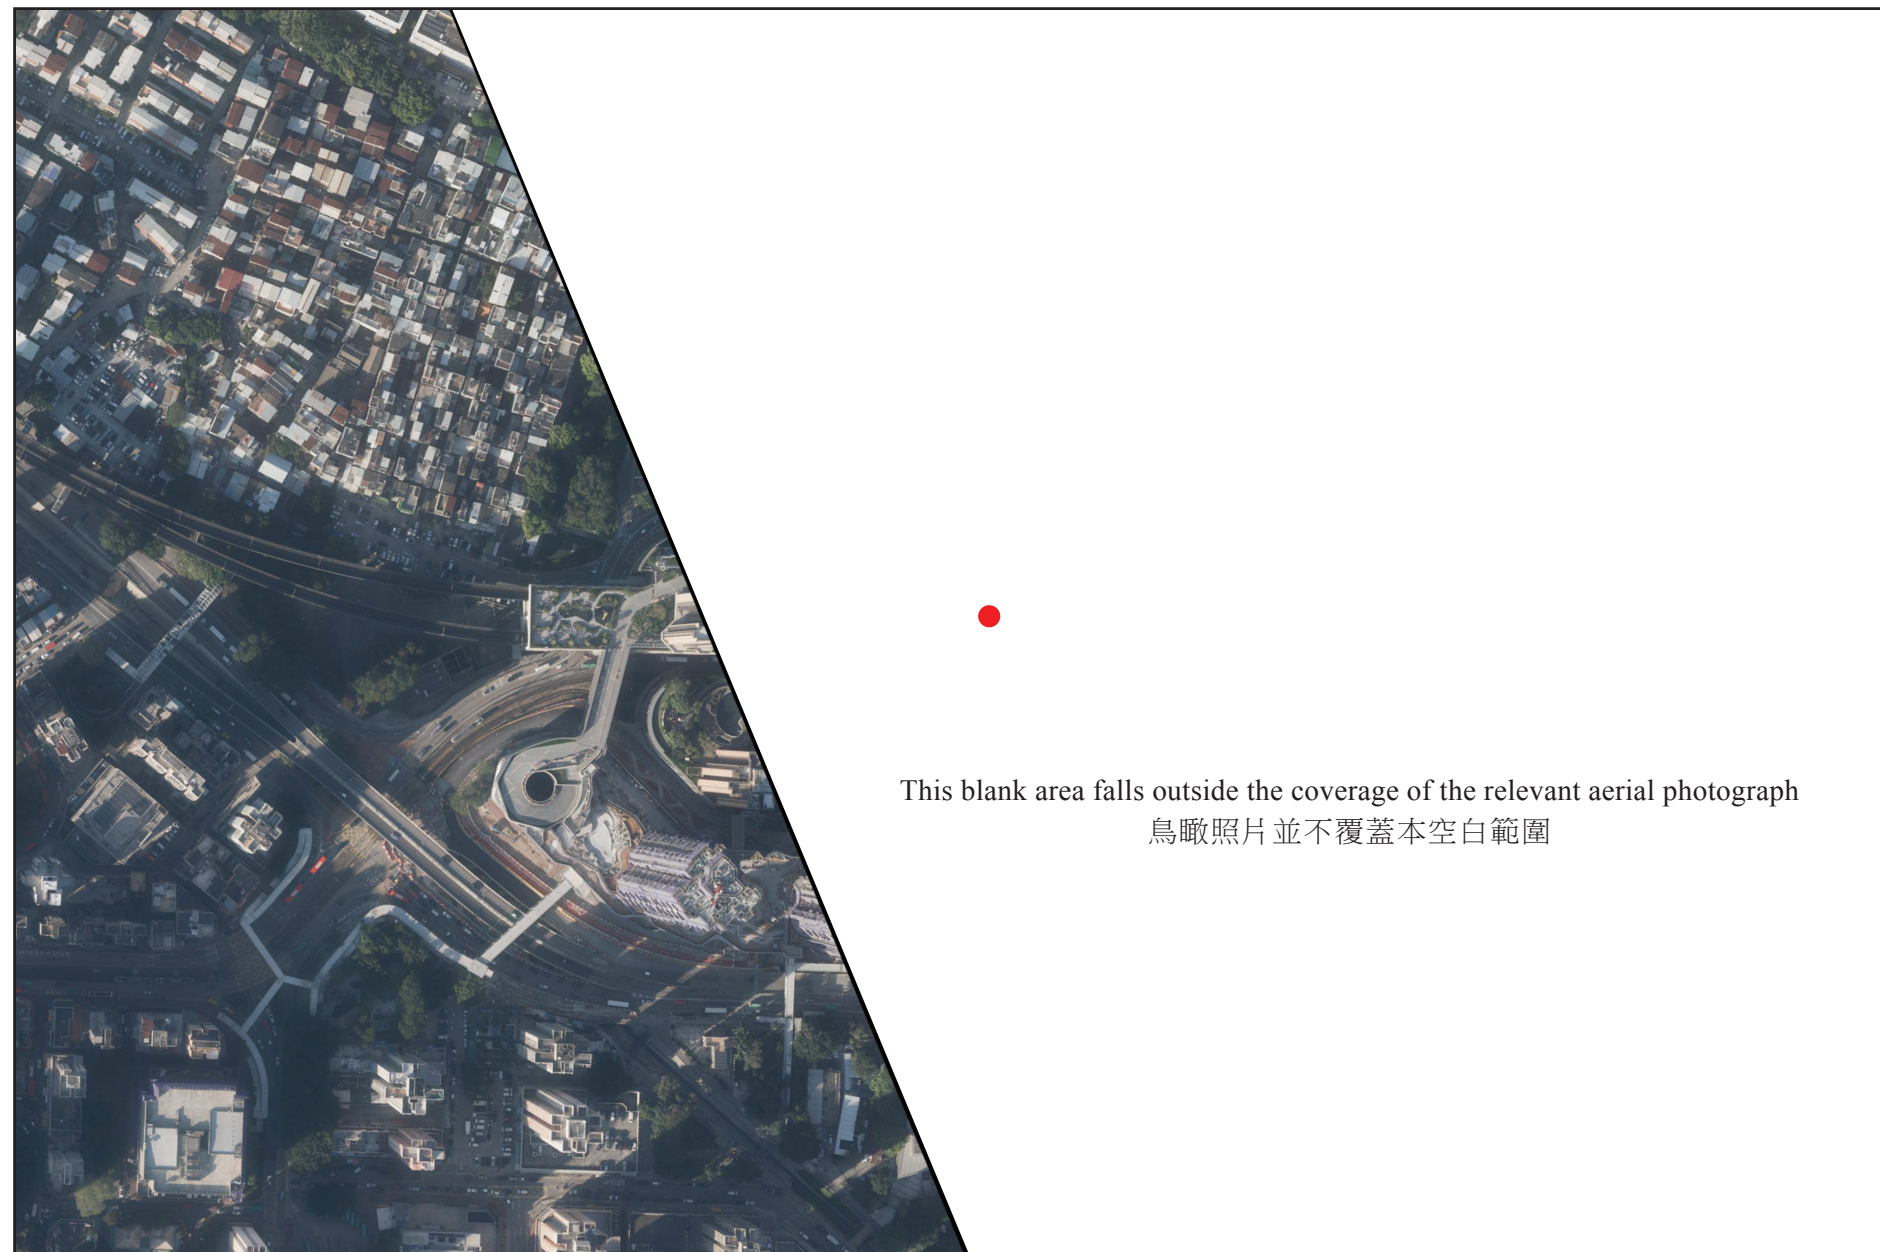 This blank area falls outside the coverage of the relevant aerial photograph
鳥瞰照片並不覆蓋本空白範圍